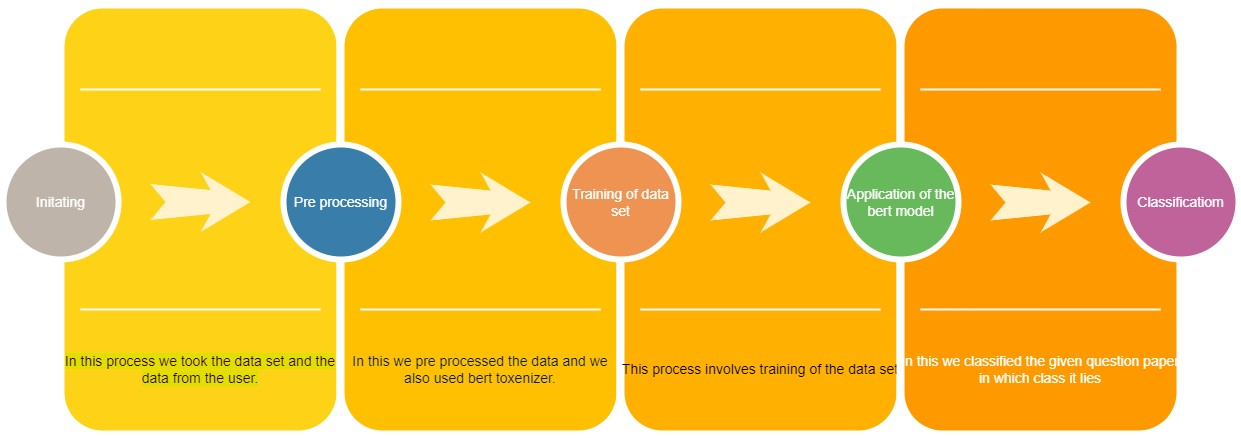 Initating
Pre processing
Training of data
set
Application of the
bert model
Classificatiom
In this process we took the data set and the
data from the user.
In this we pre processed the data and we
also used bert toxenizer.
This process involves training of the data set
In this we classified the given question paper
in which class it lies